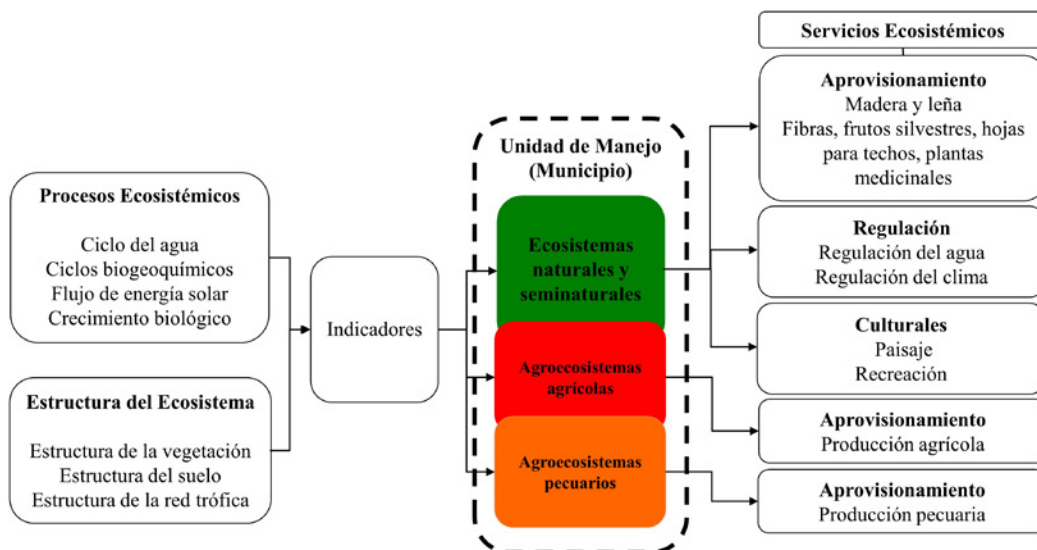 Procesos Ecosistémicos
Ciclo del agua
Ciclos biogeoquímicos
Flujo de energía solar
Crecimiento biológico
Estructura del Ecosistema
Estructura de la vegetación
Estructura del suelo
Estructura de la red trófica
Indicadores
Unidad de Manejo
(Municipio)
Ecosistemas
naturales y
seminaturales
Agroecosistemas
agrícolas
Agroecosistemas
pecuarios
Servicios Ecosistémicos
Aprovisionamiento
Madera y leña
Fibras, frutos silvestres, hojas
para techos, plantas
medicinales
Regulación
Regulación del agua
Regulación del clima
Culturales
Paisaje
Recreación
Aprovisionamiento
Producción agrícola
Aprovisionamiento
Producción pecuaria